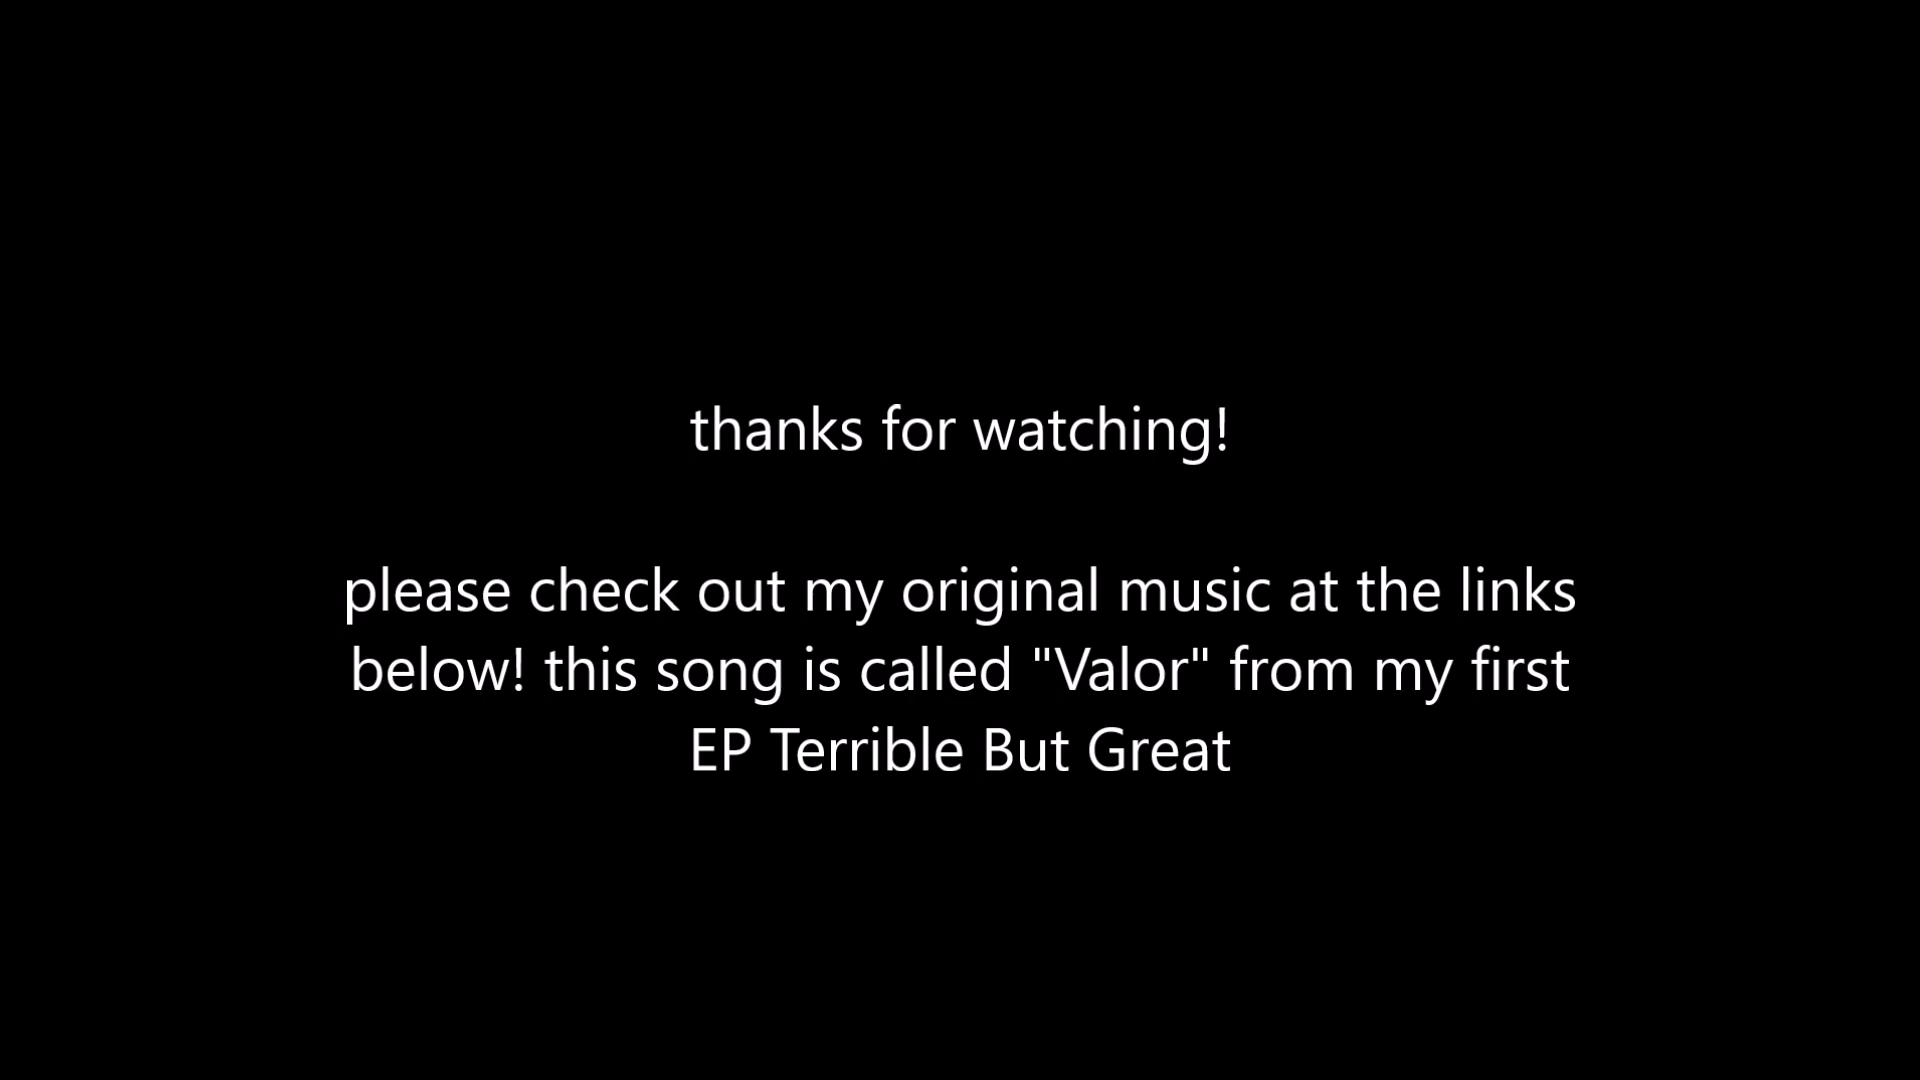 thanks for watching!
please check out my original music at the links
below! this song is called "Valor" from my first
EP Terrible But Great